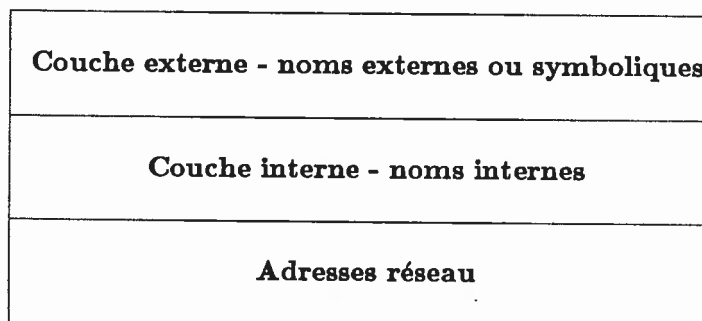 Couche externe - noms externes ou symboliques
Couche interne - noms internes
Adresses réseau